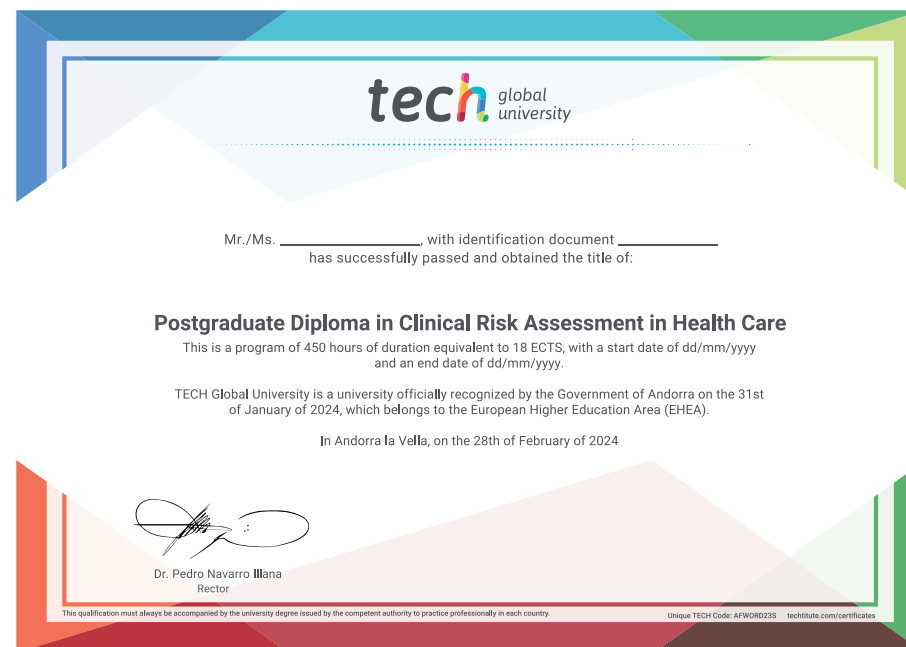 tech global
university
Mr./Ms. ____________, with identification document ____________
has successfully passed and obtained the title of:
Postgraduate Diploma in Clinical Risk Assessment in Health Care
This is a program of 450 hours of duration equivalent to 18 ECTS, with a start date of dd/mm/yyyy
and an end date of dd/mm/yyyy.
TECH Global University is a university officially recognized by the Government of Andorra on the 31st
of January of 2024, which belongs to the European Higher Education Area (EHEA).
In Andorra la Vella, on the 28th of February of 2024
Dr. Pedro Navarro Illana
Rector
This qualification must always be accompanied by the university degree issued by the competent authority to practice professionally in each country.
Unique TECH Code: AFWORD23S techtitute.com/certificates